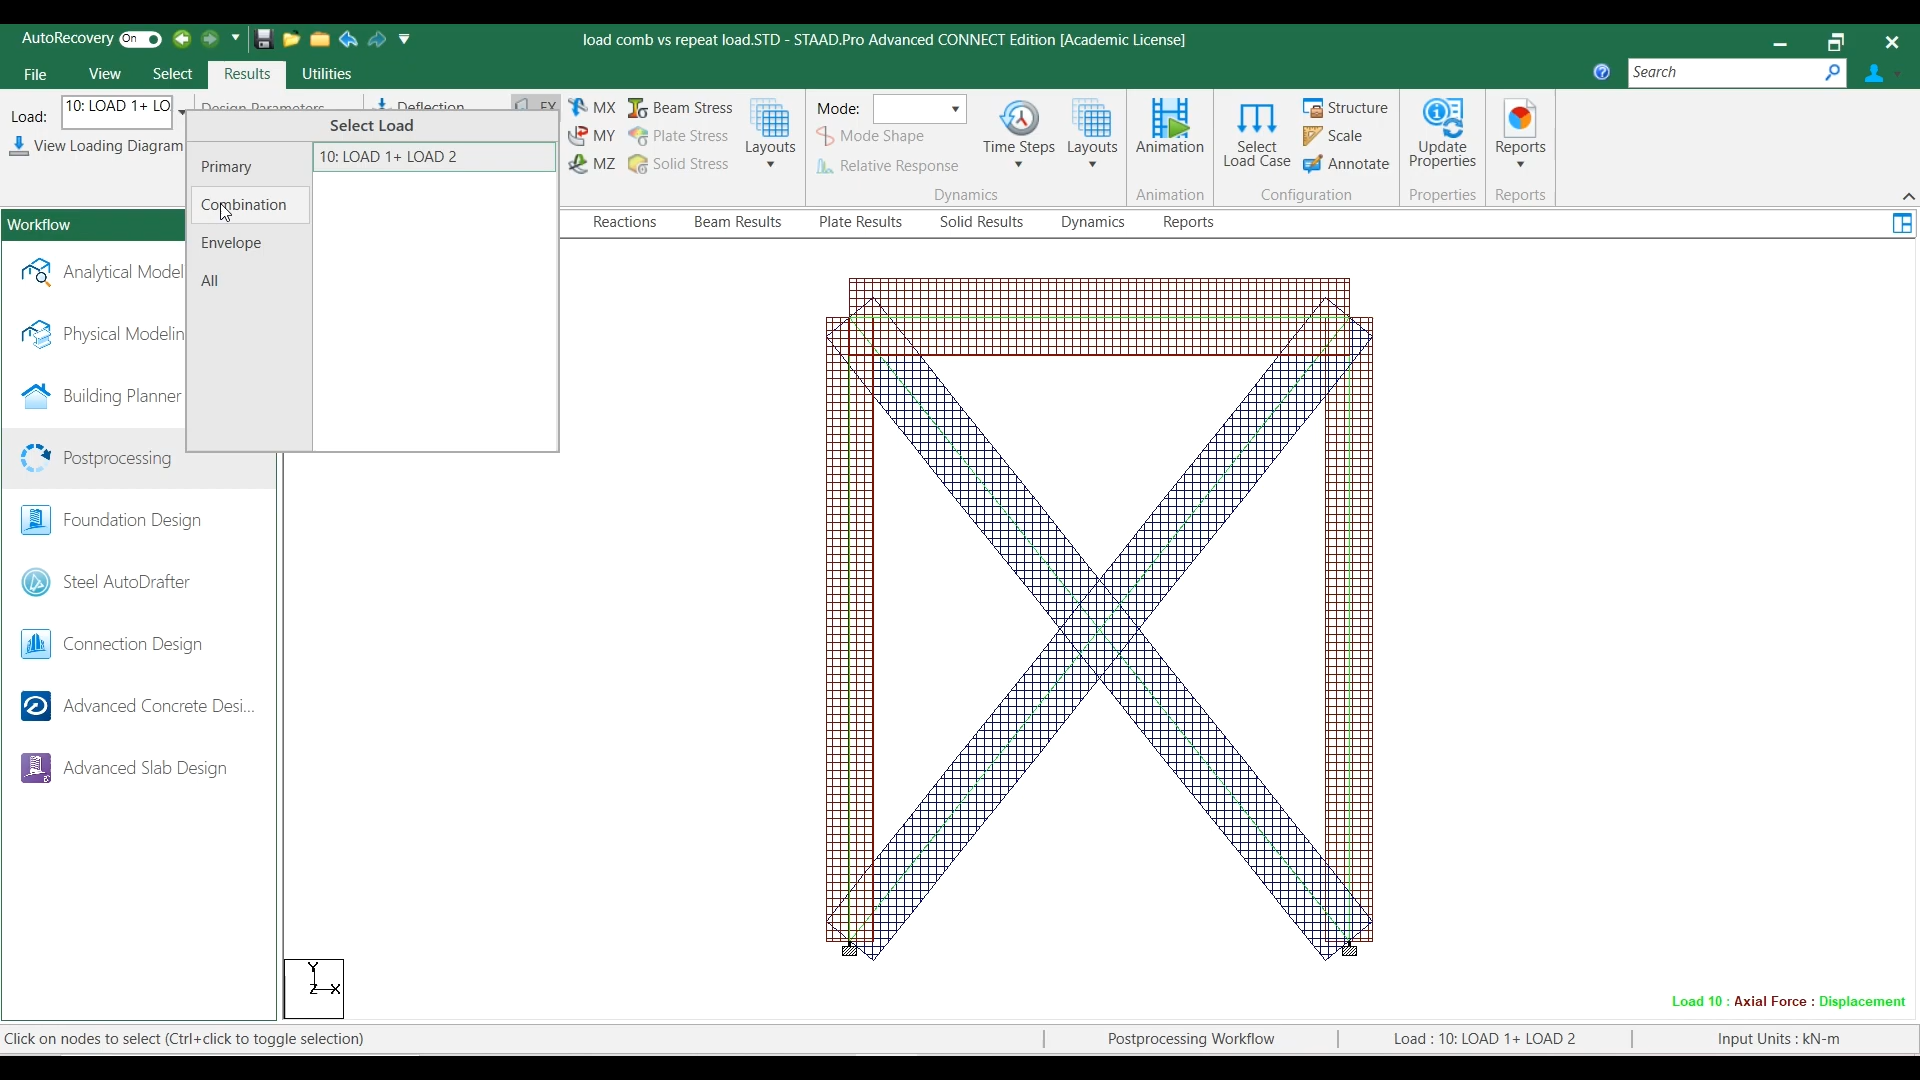 AutoRecovery On
load comb vs repeat load.STD - STAAD.Pro Advanced CONNECT Edition [Academic License]
File View Select Results Utilities
Search
Load: 10: LOAD 1+ LO
Design Parameters
Deflection
FX
View Loading Diagram
Select Load
Primary
Combination
Envelope
All
10: LOAD 1+ LOAD 2
MX
MY
MZ
Beam Stress
Plate Stress
Solid Stress
Layouts
Mode:
Mode Shape
Relative Response
Time Steps
Layouts
Dynamics
Animation
Animation
Select
Load Case
Structure
Scale
Annotate
Configuration
Update
Properties
Properties
Reports
Reports
Reactions Beam Results Plate Results Solid Results Dynamics Reports
Workflow
Analytical Model
Physical Modelin
Building Planner
Postprocessing
Foundation Design
Steel AutoDrafter
Connection Design
Advanced Concrete Desi...
Advanced Slab Design
Y
Z X
Load 10 : Axial Force : Displacement
Click on nodes to select (Ctrl+click to toggle selection)
Postprocessing Workflow
Load : 10: LOAD 1+ LOAD 2
Input Units : kN-m